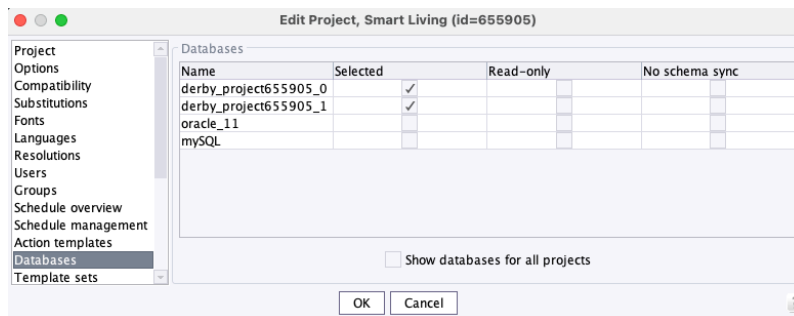 Edit Project, Smart Living (id=655905)
Project
Options
Compatibility
Substitutions
Fonts
Languages
Resolutions
Users
Groups
Schedule overview
Schedule management
Action templates
Databases
Template sets
Databases
Name Selected Read-only No schema sync
derby_project655905_0
derby_project655905_1
oracle_11
mySQL
Show databases for all projects
OK Cancel